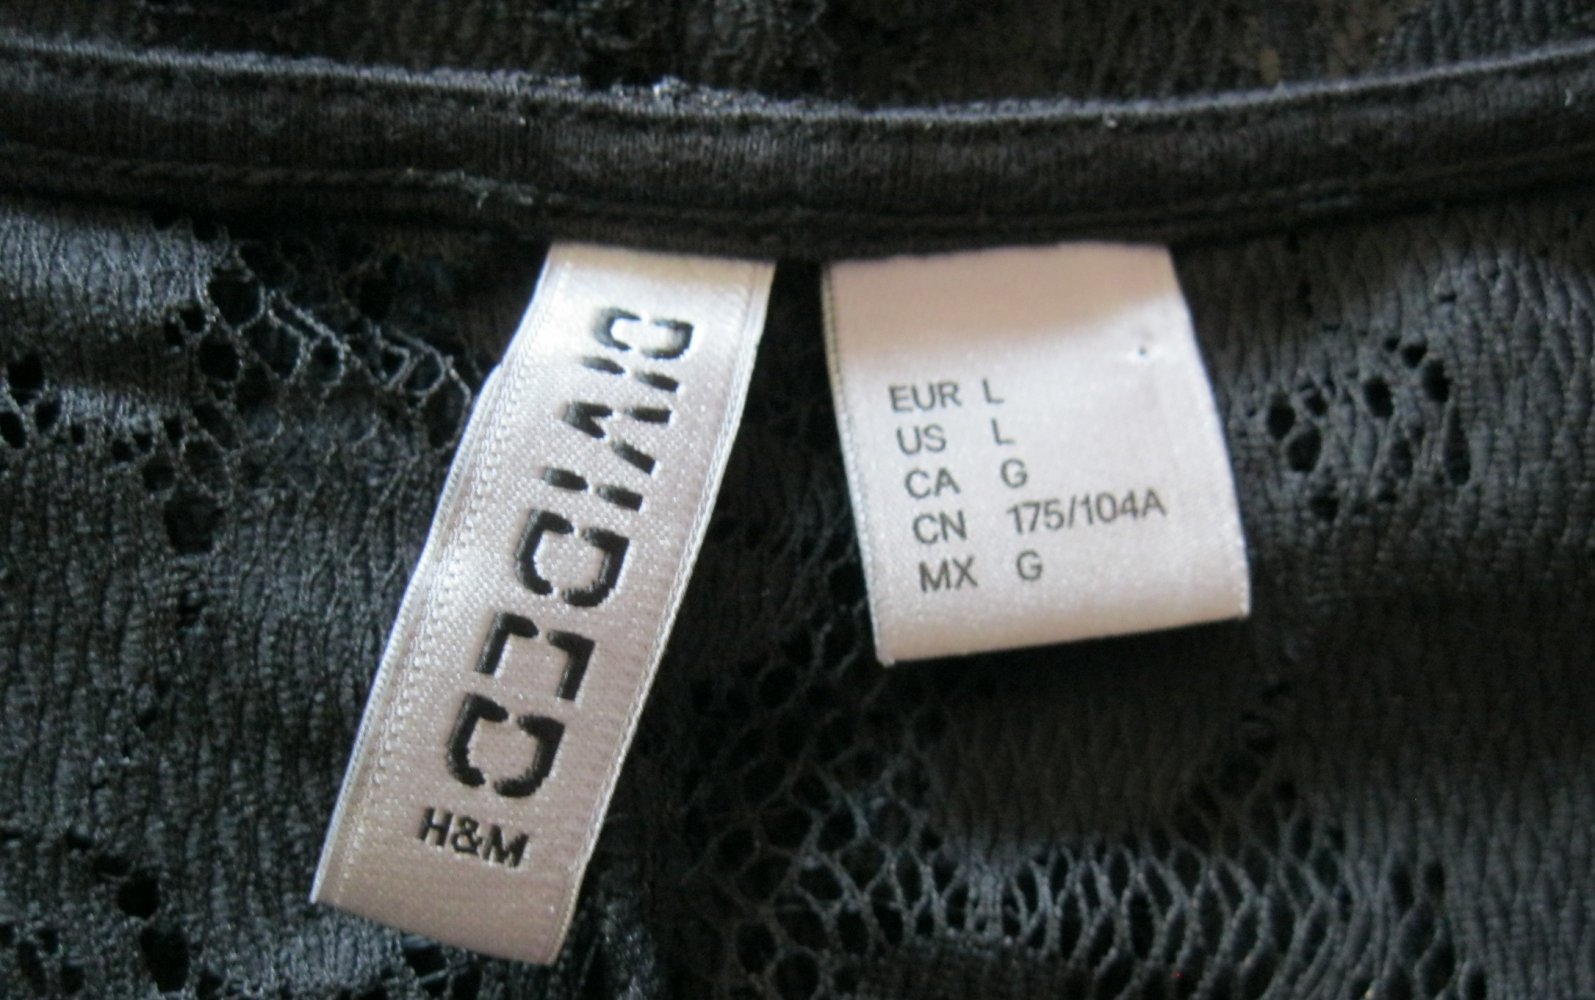 DIVIDED
H&M
EUR L
US L
CA G
CN 175/104A
MX G